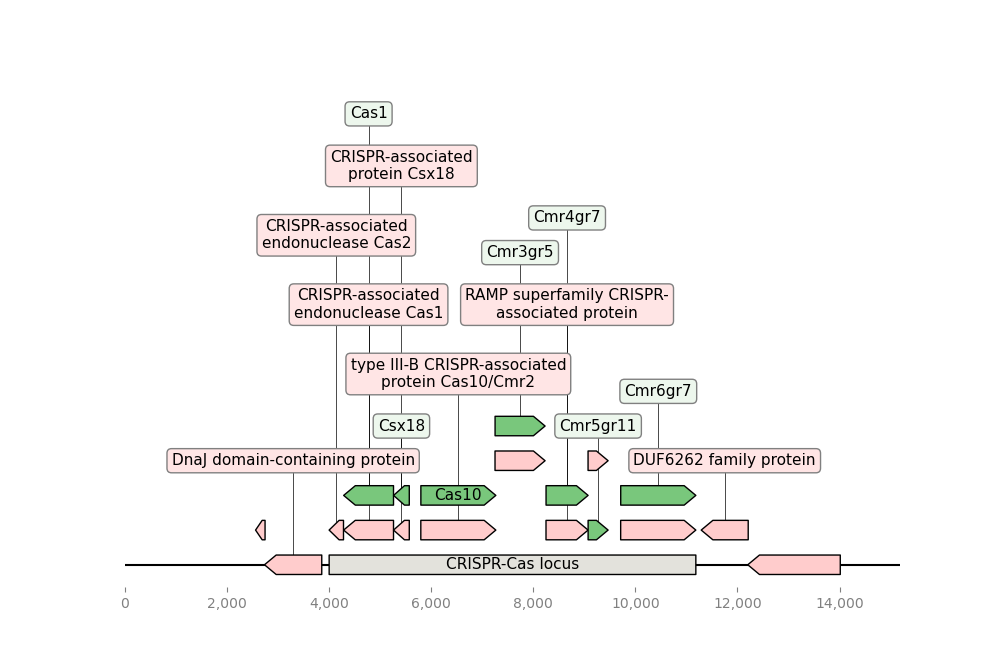 Cas1
CRISPR-associated
protein Csx18
Cmr4gr7
CRISPR-associated
endonuclease Cas2
Cmr3gr5
CRISPR-associated
endonuclease Cas1
RAMP superfamily CRISPR-
associated protein
type III-B CRISPR-associated
protein Cas10/Cmr2
Cmr6gr7
Csx18
Cmr5gr11
DnaJ domain-containing protein
DUF6262 family protein
Cas10
CRISPR-Cas locus
0 2,000 4,000 6,000 8,000 10,000 12,000 14,000